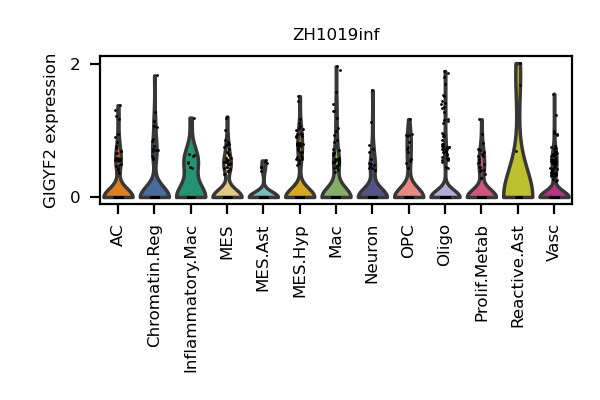 ZH1019inf
GIGYF2 expression
2
0
AC
Chromatin.Reg
Inflammatory.Mac
MES
MES.Ast
MES.Hyp
Mac
Neuron
OPC
Oligo
Prolif.Metab
Reactive.Ast
Vasc